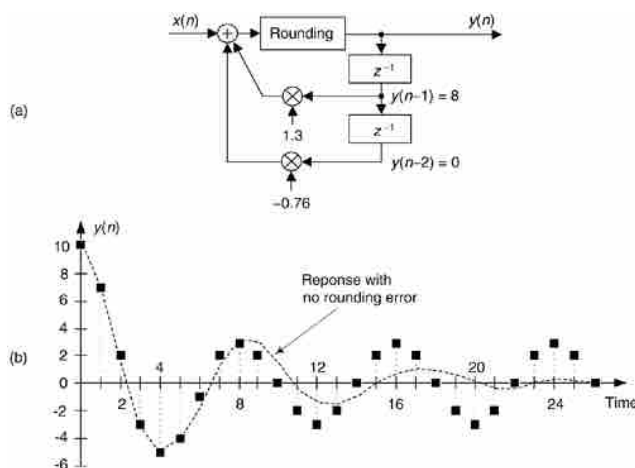 (a)
x(n)
+
Rounding
y(n)
z⁻¹
y(n–1) = 8
1.3
z⁻¹
y(n–2) = 0
–0.76
(b)
y(n)
10
8
6
4
2
0
-2
-4
-6
Reponse with
no rounding error
4
12
20
2
8
16
24
Time